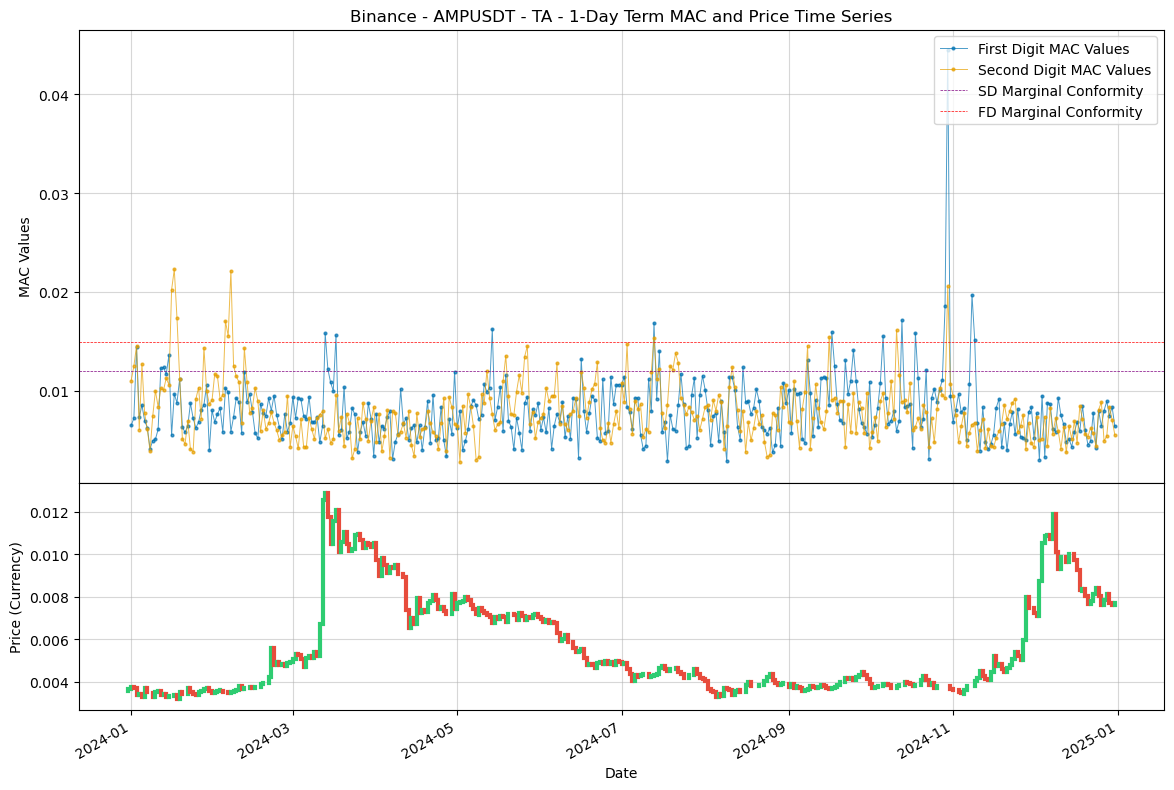 Binance - AMPUSDT - TA - 1-Day Term MAC and Price Time Series
First Digit MAC Values
Second Digit MAC Values
SD Marginal Conformity
FD Marginal Conformity
MAC Values
0.04
0.03
0.02
0.01
Price (Currency)
0.012
0.010
0.008
0.006
0.004
2024-01
2024-03
2024-05
2024-07
2024-09
2024-11
2025-01
Date